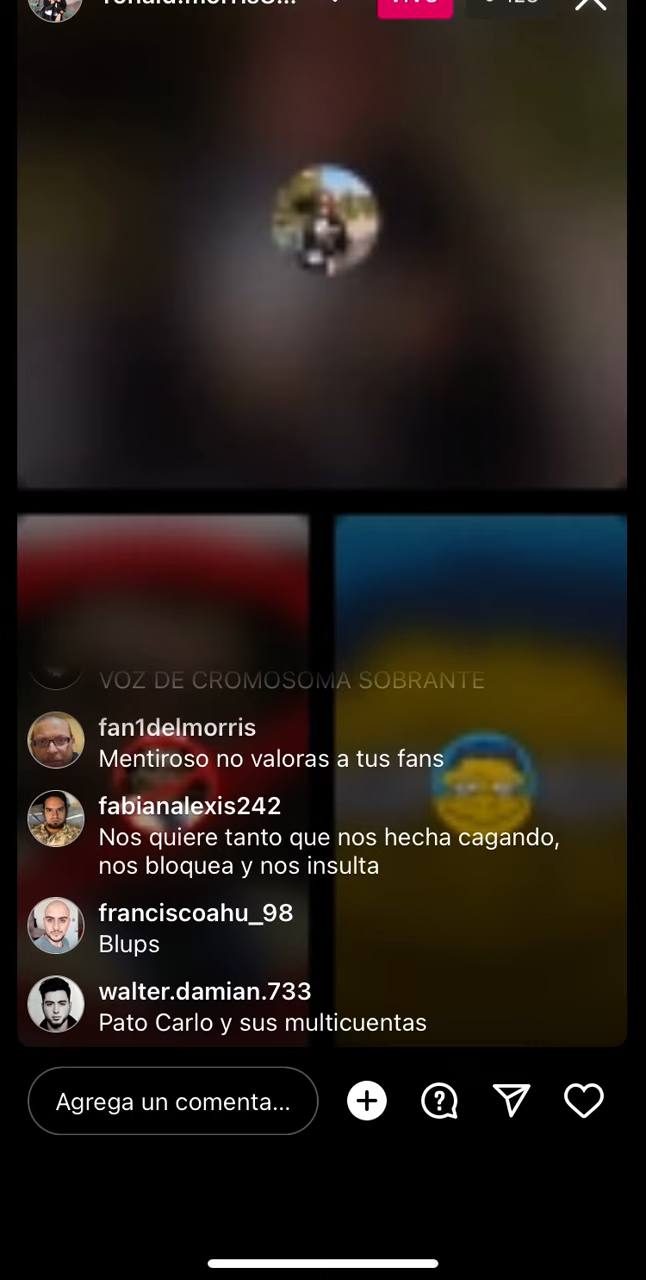 VIVO
VOZ DE CROMOSOMA SOBRANTE
fan1delmorris
Mentiroso no valoras a tus fans
fabianalexis242
Nos quiere tanto que nos hecha cagando,
nos bloquea y nos insulta
franciscoahu_98
Blups
walter.damian.733
Pato Carlo y sus multicuentas
Agrega un comenta...